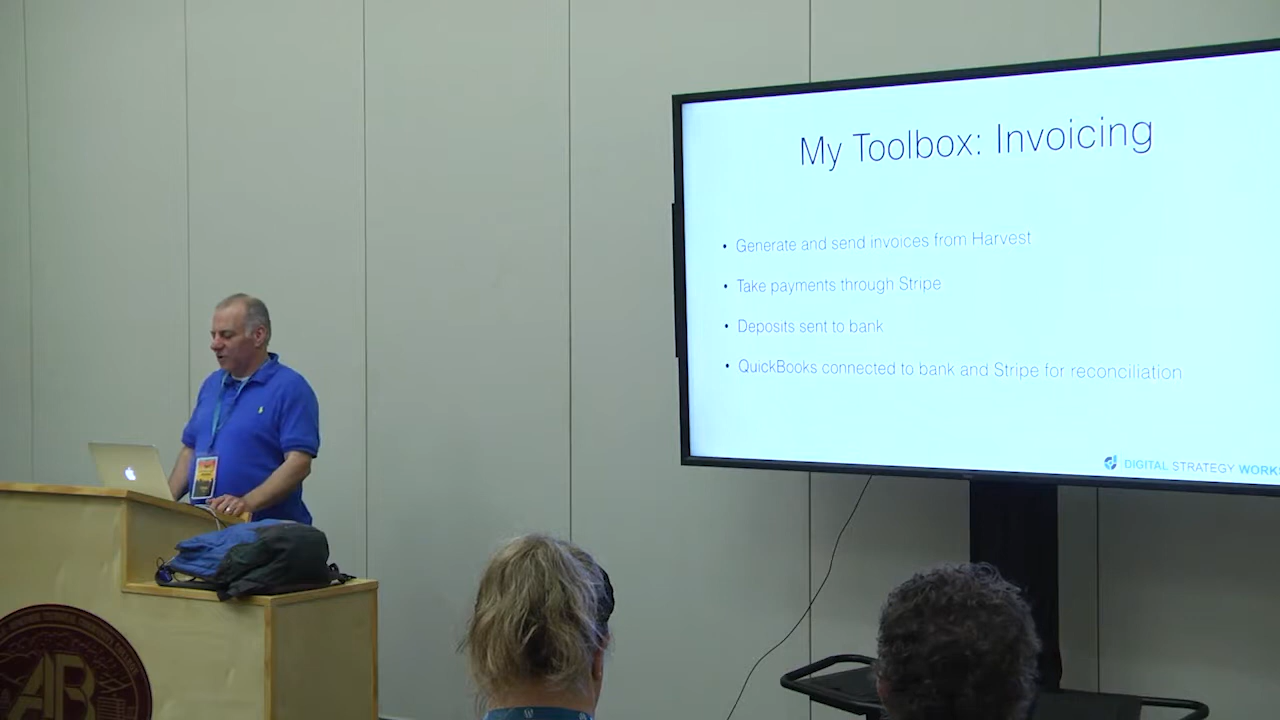 My Toolbox: Invoicing
• Generate and send invoices from Harvest
• Take payments through Stripe
• Deposits sent to bank
• QuickBooks connected to bank and Stripe for reconciliation
DIGITAL STRATEGY WORKS
AB